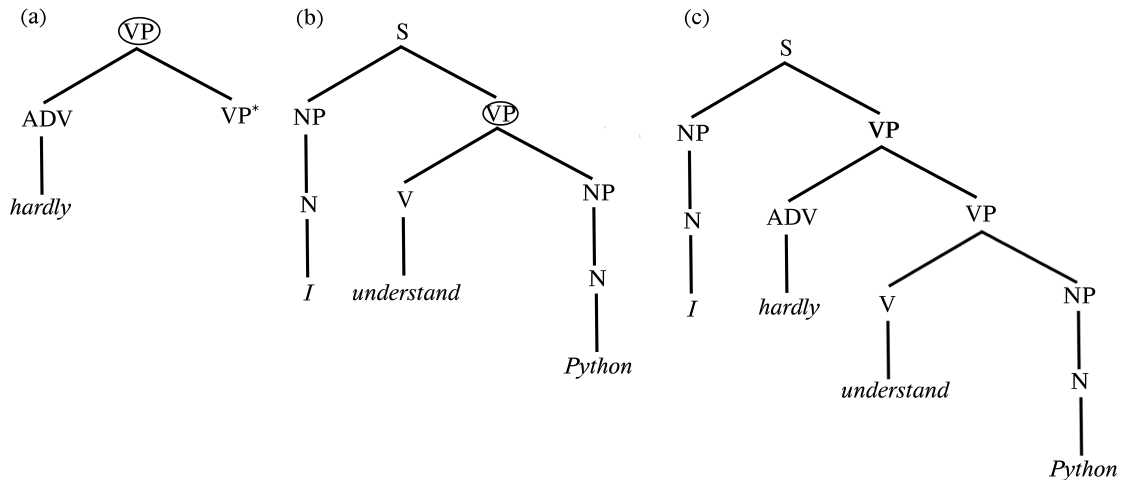 (a)
VP
ADV VP*
hardly
(b)
S
NP VP
N V NP
I understand N
Python
(c)
S
NP VP
N ADV VP
I hardly V NP
understand N
Python